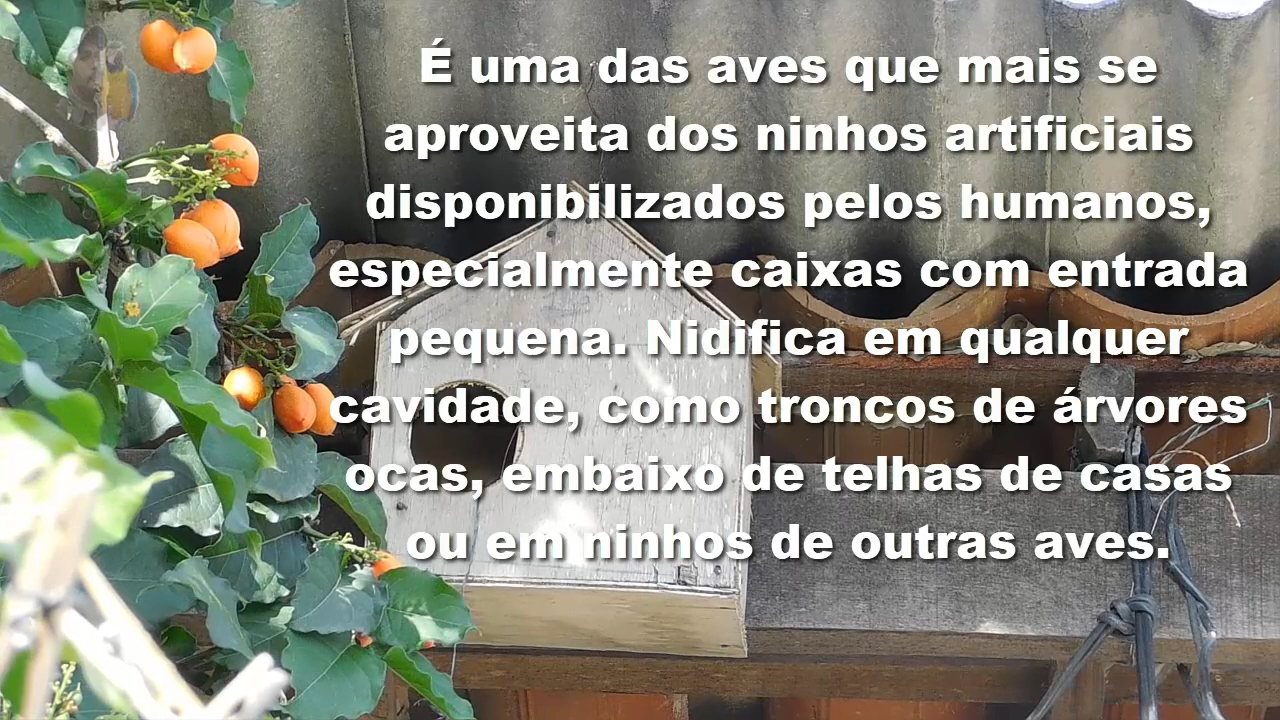 É uma das aves que mais se
aproveita dos ninhos artificiais
disponibilizados pelos humanos,
especialmente caixas com entrada
pequena. Nidifica em qualquer
cavidade, como troncos de árvores
ocas, embaixo de telhas de casas
ou em ninhos de outras aves.